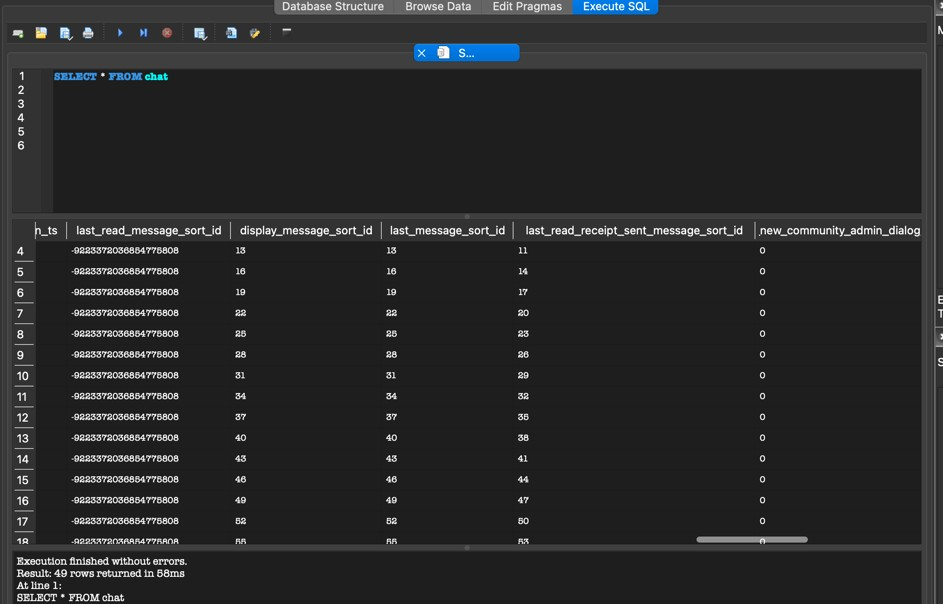 Database Structure Browse Data Edit Pragmas Execute SQL
S...
1 SELECT * FROM chat
2
3
4
5
6
n_ts last_read_message_sort_id display_message_sort_id last_message_sort_id last_read_receipt_sent_message_sort_id _new_community_admin_dialog
4 -9223372036854775808 13 13 11 0
5 -9223372036854775808 16 16 14 0
6 -9223372036854775808 19 19 17 0
7 -9223372036854775808 22 22 20 0
8 -9223372036854775808 25 25 23 0
9 -9223372036854775808 28 28 26 0
10 -9223372036854775808 31 31 29 0
11 -9223372036854775808 34 34 32 0
12 -9223372036854775808 37 37 35 0
13 -9223372036854775808 40 40 38 0
14 -9223372036854775808 43 43 41 0
15 -9223372036854775808 46 46 44 0
16 -9223372036854775808 49 49 47 0
17 -9223372036854775808 52 52 50 0
18 -9223372036854775808 55 55 53 0
Execution finished without errors.
Result: 49 rows returned in 58ms
At line 1:
SELECT * FROM chat